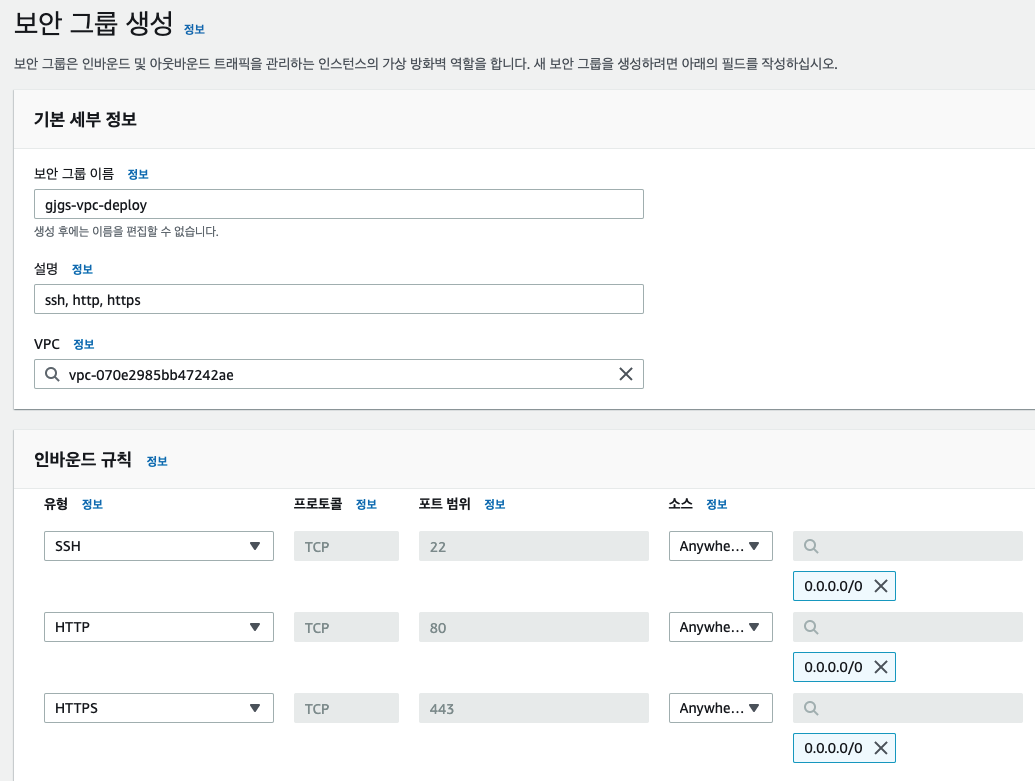 보안 그룹 생성 정보
보안 그룹은 인바운드 및 아웃바운드 트래픽을 관리하는 인스턴스의 가상 방화벽 역할을 합니다. 새 보안 그룹을 생성하려면 아래의 필드를 작성하십시오.
기본 세부 정보
보안 그룹 이름 정보
gjgs-vpc-deploy
생성 후에는 이름을 편집할 수 없습니다.
설명 정보
ssh, http, https
VPC 정보
vpc-070e2985bb47242ae
인바운드 규칙 정보
유형 정보 프로토콜 정보 포트 범위 정보 소스 정보
SSH TCP 22 Anywhe...
0.0.0.0/0
HTTP TCP 80 Anywhe...
0.0.0.0/0
HTTPS TCP 443 Anywhe...
0.0.0.0/0